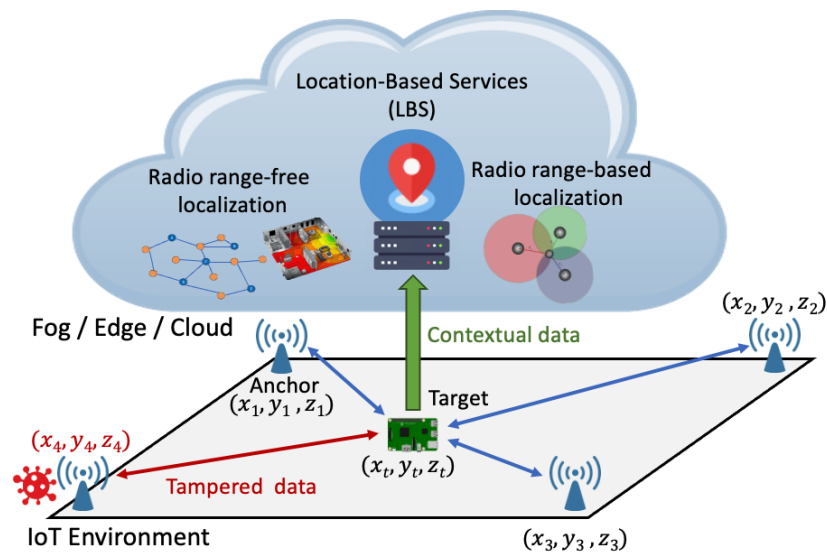 Location-Based Services
(LBS)
Radio range-free
localization
Radio range-based
localization
Fog / Edge / Cloud
Contextual data
(x₂, y₂ , z₂)
Anchor
(x₁, y₁ , z₁)
Target
(x₄, y₄, z₄)
(xₜ, yₜ, zₜ)
Tampered data
IoT Environment
(x₃, y₃ , z₃)